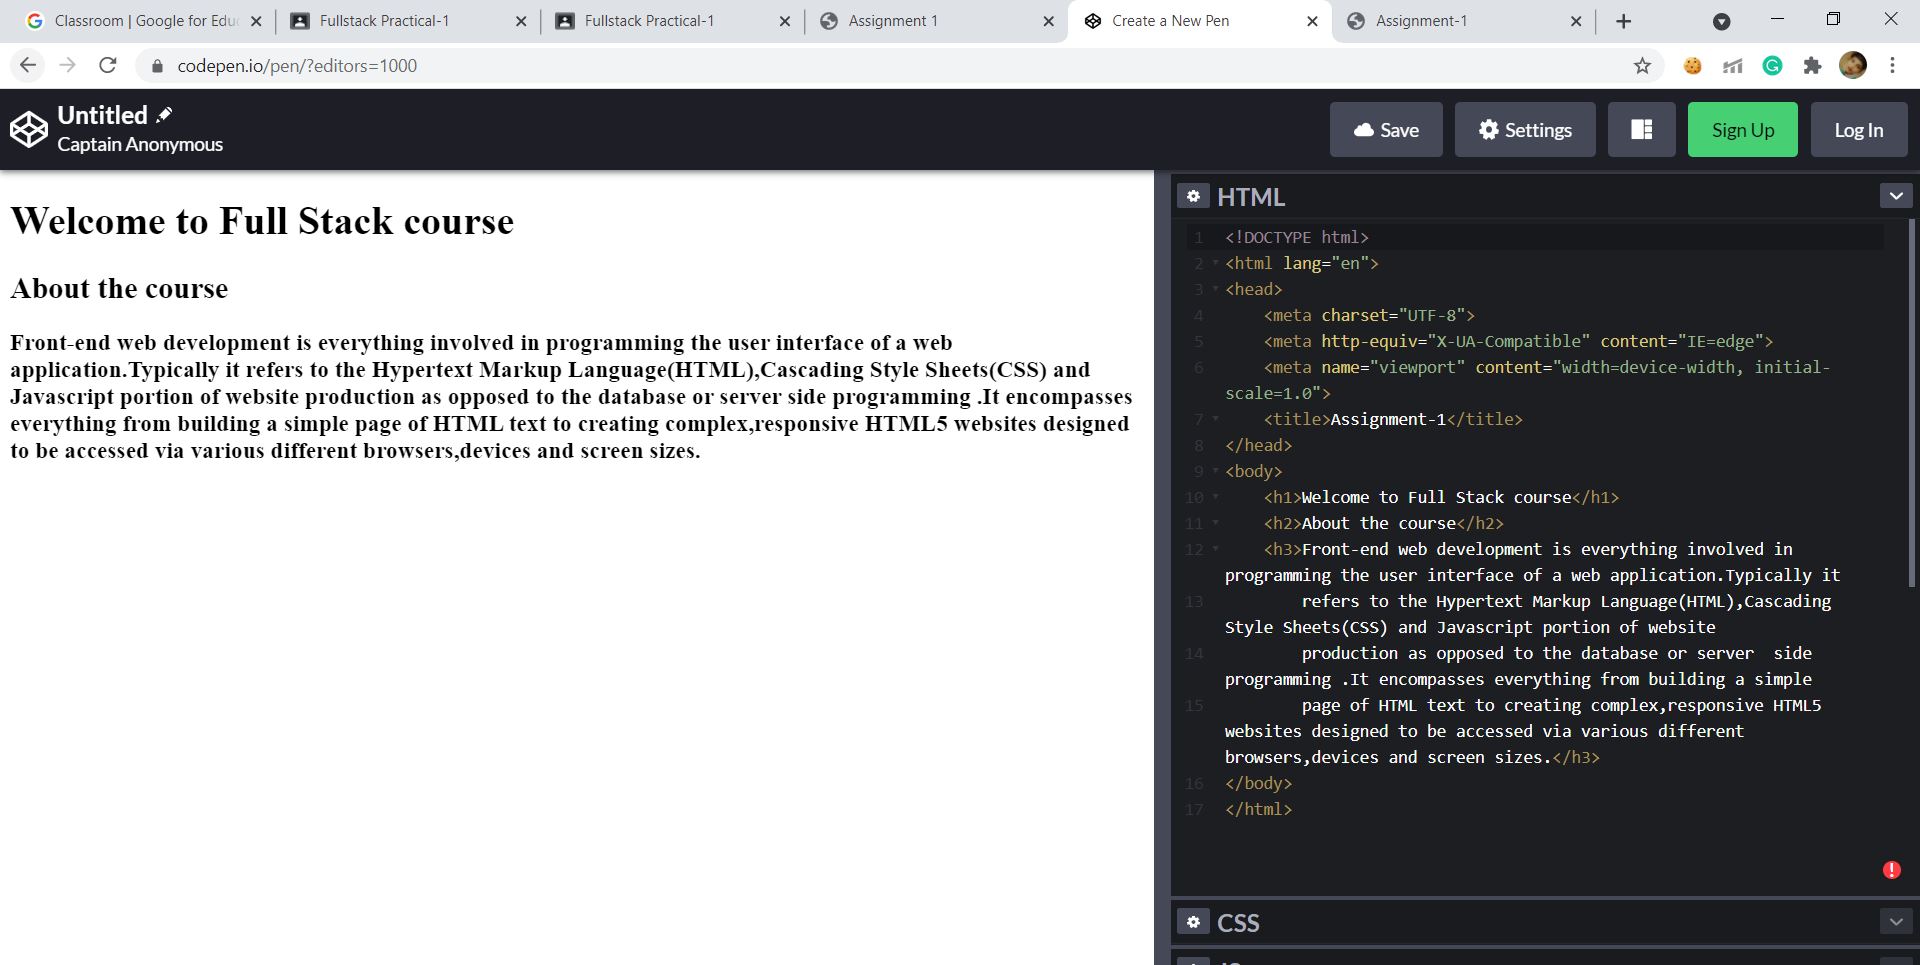 Classroom | Google for Edu
Fullstack Practical-1
Fullstack Practical-1
Assignment 1
Create a New Pen
Assignment-1
codepen.io/pen/?editors=1000
Untitled
Captain Anonymous
Save
Settings
Sign Up
Log In
Welcome to Full Stack course
About the course
Front-end web development is everything involved in programming the user interface of a web
application.Typically it refers to the Hypertext Markup Language(HTML),Cascading Style Sheets(CSS) and
Javascript portion of website production as opposed to the database or server side programming .It encompasses
everything from building a simple page of HTML text to creating complex,responsive HTML5 websites designed
to be accessed via various different browsers,devices and screen sizes.
HTML
1 <!DOCTYPE html>
2 <html lang="en">
3 <head>
4 <meta charset="UTF-8">
5 <meta http-equiv="X-UA-Compatible" content="IE=edge">
6 <meta name="viewport" content="width=device-width, initial-
scale=1.0">
7 <title>Assignment-1</title>
8 </head>
9 <body>
10 <h1>Welcome to Full Stack course</h1>
11 <h2>About the course</h2>
12 <h3>Front-end web development is everything involved in
programming the user interface of a web application.Typically it
13 refers to the Hypertext Markup Language(HTML),Cascading
Style Sheets(CSS) and Javascript portion of website
14 production as opposed to the database or server  side
programming .It encompasses everything from building a simple
15 page of HTML text to creating complex,responsive HTML5
websites designed to be accessed via various different
browsers,devices and screen sizes.</h3>
16 </body>
17 </html>
CSS